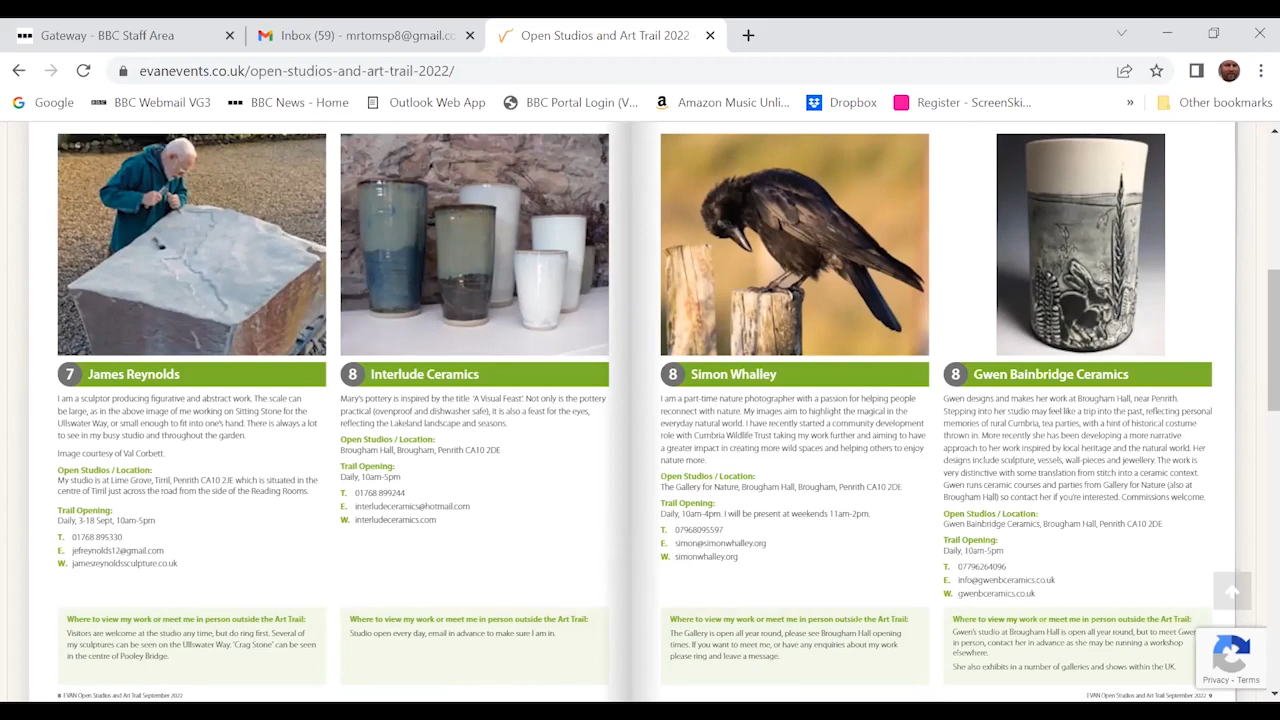 Gateway - BBC Staff Area
Inbox (59) - mrtomsp8@gmail.co
Open Studios and Art Trail 2022
evanevents.co.uk/open-studios-and-art-trail-2022/
Google
BBC Webmail VG3
BBC News - Home
Outlook Web App
BBC Portal Login (V...
Amazon Music Unli...
Dropbox
Register - ScreenSki...
»
Other bookmarks
7 James Reynolds
I am a sculptor producing figurative and abstract work. The scale can
be large, as in the above image of me working on Sitting Stone for the
Ullswater Way, or small enough to fit into one's hand. There is always a lot
to see in my busy studio and throughout the garden.
Image courtesy of Val Corbett.
Open Studios / Location:
My studio is at Lime Grove, Tirril, Penrith CA10 2JE which is situated in the
centre of Tirril just across the road from the side of the Reading Rooms.
Trail Opening:
Daily, 3-18 Sept, 10am-5pm
T. 01768 895330
E. jefreynolds12@gmail.com
W. jamesreynoldssculpture.co.uk
Where to view my work or meet me in person outside the Art Trail:
Visitors are welcome at the studio any time, but do ring first. Several of
my sculptures can be seen on the Ullswater Way. 'Crag Stone' can be seen
in the centre of Pooley Bridge.
8 EVAN Open Studios and Art Trail September 2022
8 Interlude Ceramics
Mary's pottery is inspired by the title 'A Visual Feast'. Not only is the pottery
practical (ovenproof and dishwasher safe), it is also a feast for the eyes,
reflecting the Lakeland landscape and seasons.
Open Studios / Location:
Brougham Hall, Brougham, Penrith CA10 2DE
Trail Opening:
Daily, 10am-5pm
T. 01768 899244
E. interludeceramics@hotmail.com
W. interludeceramics.com
Where to view my work or meet me in person outside the Art Trail:
Studio open every day, email in advance to make sure I am in.
8 Simon Whalley
I am a part-time nature photographer with a passion for helping people
reconnect with nature. My images aim to highlight the magical in the
everyday natural world. I have recently started a community development
role with Cumbria Wildlife Trust taking my work further and aiming to have
a greater impact in creating more wild spaces and helping others to enjoy
nature more.
Open Studios / Location:
The Gallery for Nature, Brougham Hall, Brougham, Penrith CA10 2DE
Trail Opening:
Daily, 10am-4pm. I will be present at weekends 11am-2pm.
T. 07968095597
E. simon@simonwhalley.org
W. simonwhalley.org
Where to view my work or meet me in person outside the Art Trail:
The Gallery is open all year round, please see Brougham Hall opening
times. If you want to meet me, or have any enquiries about my work
please ring and leave a message.
8 Gwen Bainbridge Ceramics
Gwen designs and makes her work at Brougham Hall, near Penrith.
Stepping into her studio may feel like a trip into the past, reflecting personal
memories of rural Cumbria, tea parties, with a hint of historical costume
thrown in. More recently she has been developing a more narrative
approach to her work inspired by local heritage and the natural world. Her
designs include sculpture, vessels, wall-pieces and jewellery. The work is
very distinctive with some translation from stitch into a ceramic context.
Gwen runs ceramic courses and parties from Gallery for Nature (also at
Brougham Hall) so contact her if you're interested. Commissions welcome.
Open Studios / Location:
Gwen Bainbridge Ceramics, Brougham Hall, Penrith CA10 2DE
Trail Opening:
Daily, 10am-5pm
T. 07796264096
E. info@gwenbceramics.co.uk
W. gwenbceramics.co.uk
Where to view my work or meet me in person outside the Art Trail:
Gwen's studio at Brougham Hall is open all year round, but to meet Gwen
in person, contact her in advance as she may be running a workshop
elsewhere.
She also exhibits in a number of galleries and shows within the UK.
EVAN Open Studios and Art Trail September 2022 9
Privacy - Terms